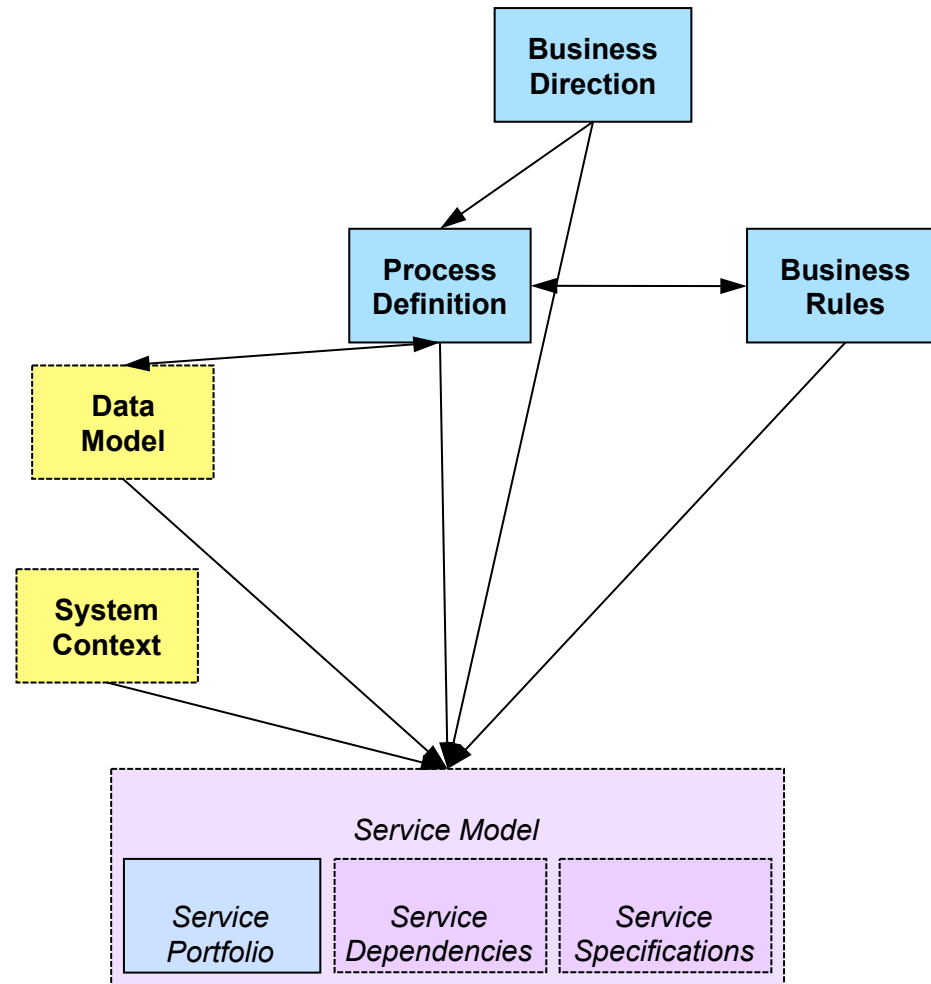 Business
Direction
Process
Definition
Business
Rules
Data
Model
System
Context
Service Model
Service
Portfolio
Service
Dependencies
Service
Specifications